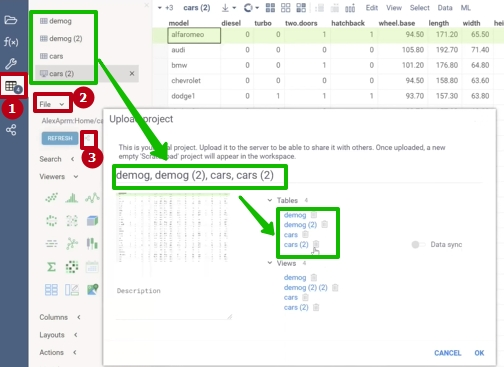 demog
demog (2)
cars
cars (2)
4
1
File
2
AlexAprm:Home/ca
REFRESH
3
Search
Viewers
Columns
Layouts
Actions
+3 cars (2)
Edit View Select Data ML
model diesel turbo two.doors hatchback wheel.base length width
alfaromeo 0 0 1 1 94.50 171.20 65.50
audi 0 0 0 0 105.80 192.70 71.40
bmw 0 0 1 0 101.20 176.80 64.80
chevrolet 0 0 0 0 94.50 158.80 63.60
dodge1 0 1 1 1 93.70 157.30 63.80
Upload project
This is your local project. Upload it to the server to be able to share it with others. Once uploaded, a new
empty 'Scratchpad' project will appear in the workspace.
demog, demog (2), cars, cars (2)
Description
Tables 4
demog
demog (2)
cars
cars (2)
Data sync
Views 4
demog
demog (2) (2)
cars
cars (2)
CANCEL OK